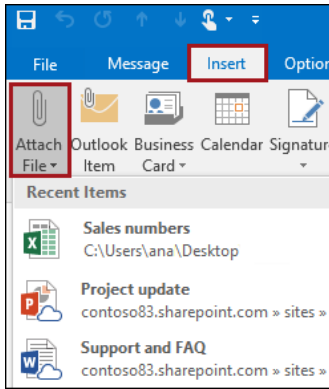 File Message Insert Option
Attach Outlook Business Calendar Signatur
File Item Card
Recent Items
Sales numbers
C:\Users\ana\Desktop
Project update
contoso83.sharepoint.com » sites »
Support and FAQ
contoso83.sharepoint.com » sites »